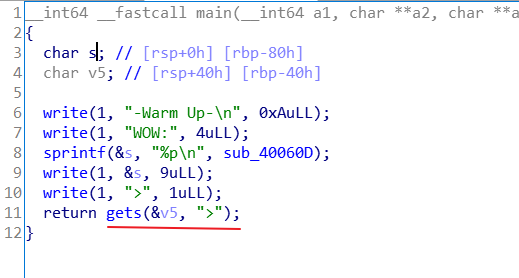 1 __int64 __fastcall main(__int64 a1, char **a2, char **a
2 {
3 char s; // [rsp+0h] [rbp-80h]
4 char v5; // [rsp+40h] [rbp-40h]
5
6 write(1, "-Warm Up-\n", 0xAuLL);
7 write(1, "WOW:", 4uLL);
8 sprintf(&s, "%p\n", sub_40060D);
9 write(1, &s, 9uLL);
10 write(1, ">", 1uLL);
11 return gets(&v5, ">");
12 }